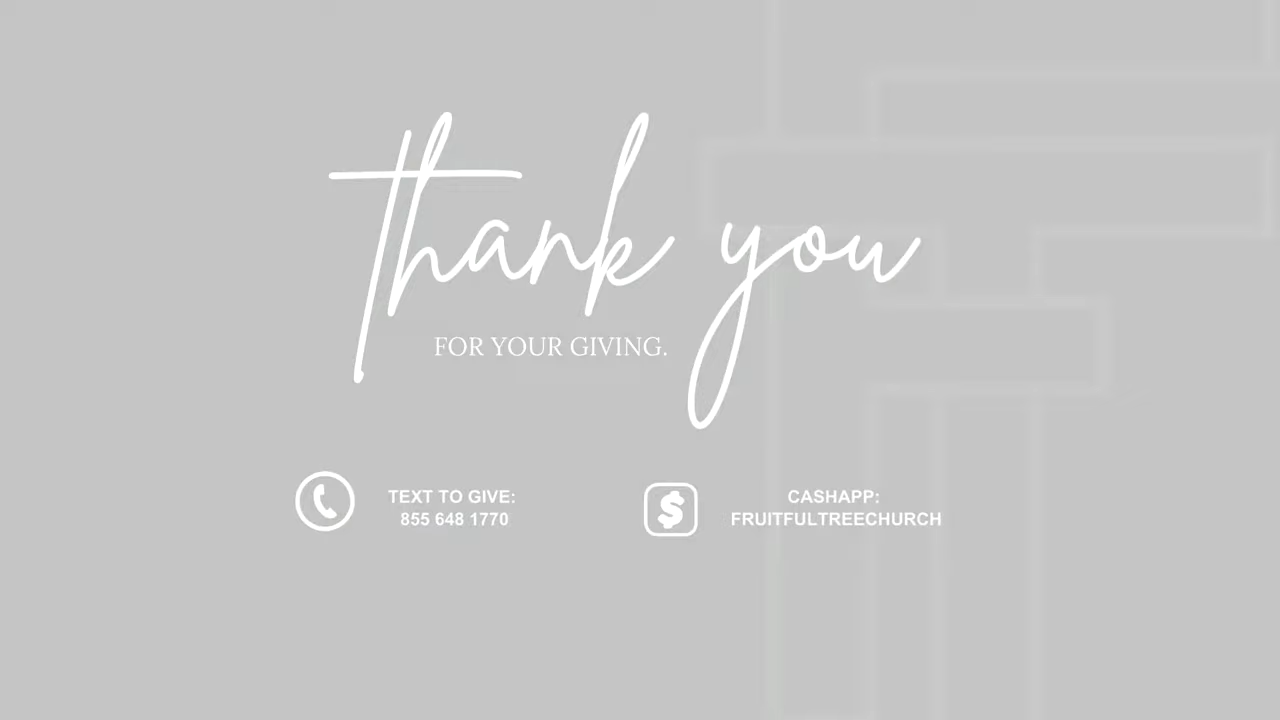 thank you
FOR YOUR GIVING.
TEXT TO GIVE:
855 648 1770
CASHAPP:
FRUITFULTREECHURCH